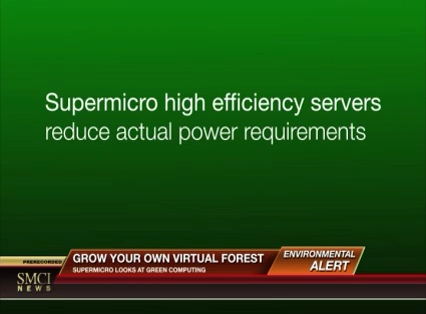 Supermicro high efficiency servers
reduce actual power requirements
PRERECORDED
GROW YOUR OWN VIRTUAL FOREST
SUPERMICRO LOOKS AT GREEN COMPUTING
ENVIRONMENTAL
ALERT
SMCI
NEWS